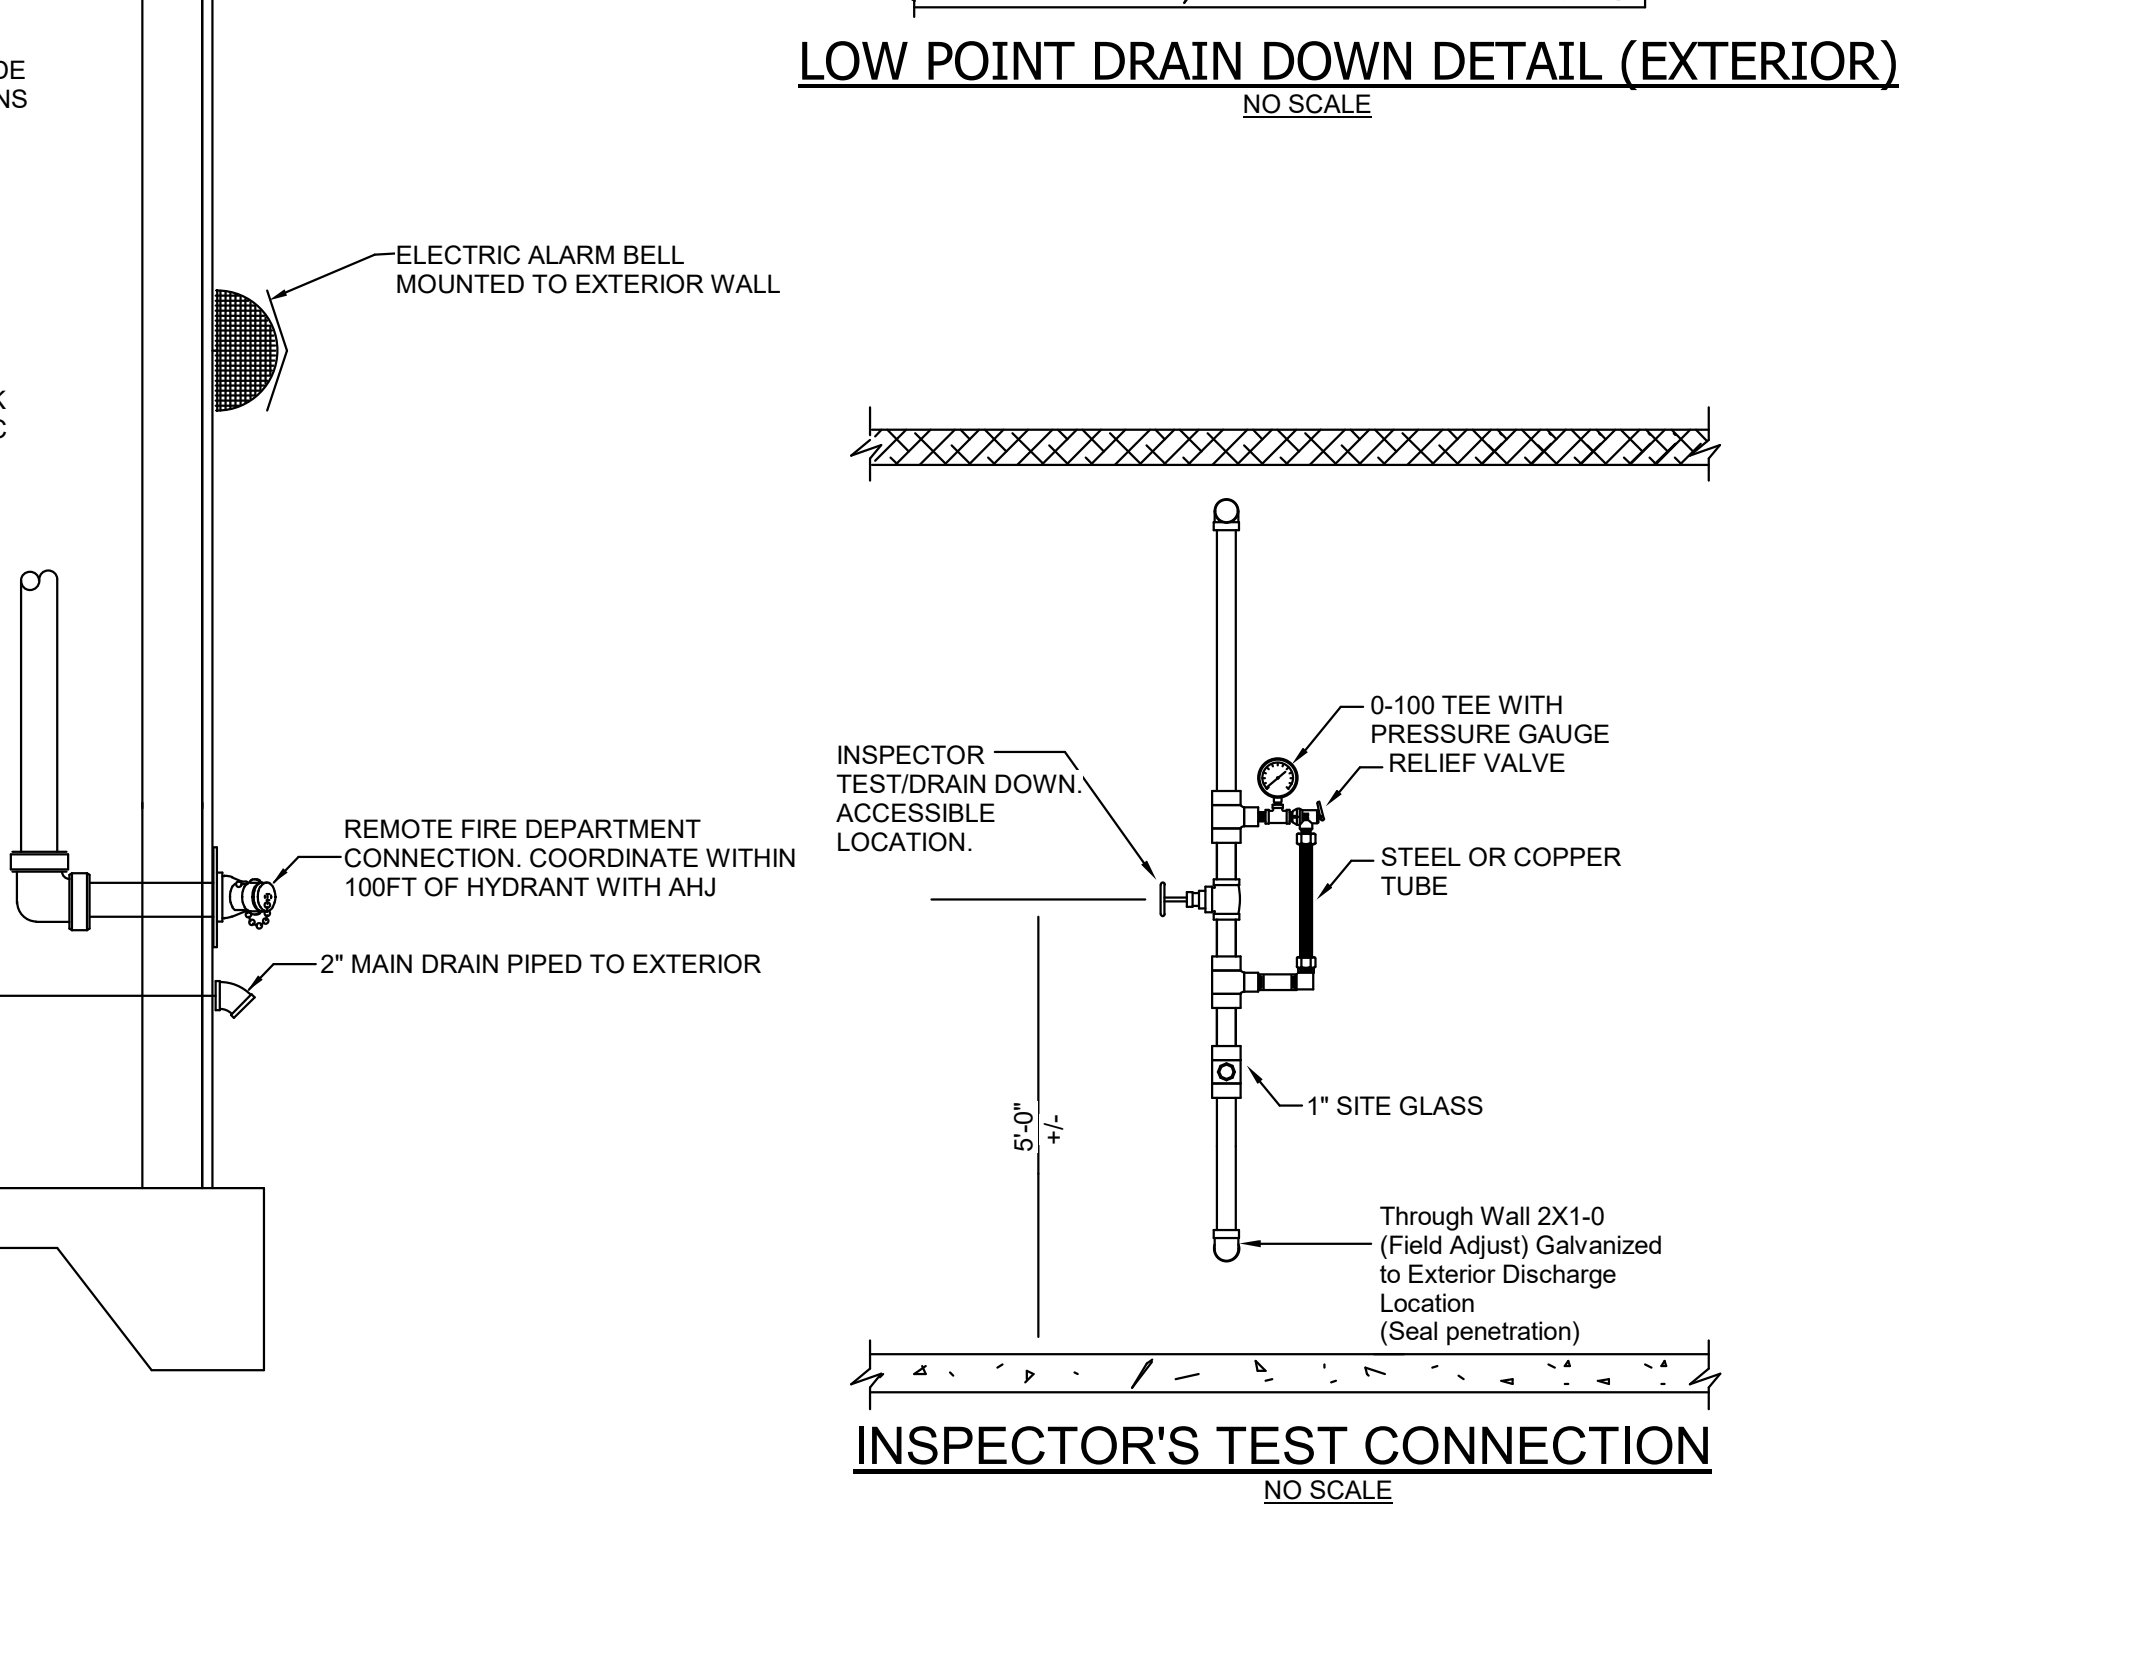 LOW POINT DRAIN DOWN DETAIL (EXTERIOR)
NO SCALE
DE
NS
ELECTRIC ALARM BELL
MOUNTED TO EXTERIOR WALL
REMOTE FIRE DEPARTMENT
CONNECTION. COORDINATE WITHIN
100FT OF HYDRANT WITH AHJ
2" MAIN DRAIN PIPED TO EXTERIOR
INSPECTOR
TEST/DRAIN DOWN.
ACCESSIBLE
LOCATION.
0-100 TEE WITH
PRESSURE GAUGE
RELIEF VALVE
STEEL OR COPPER
TUBE
1" SITE GLASS
5'-0"
+/-
Through Wall 2X1-0
(Field Adjust) Galvanized
to Exterior Discharge
Location
(Seal penetration)
INSPECTOR'S TEST CONNECTION
NO SCALE